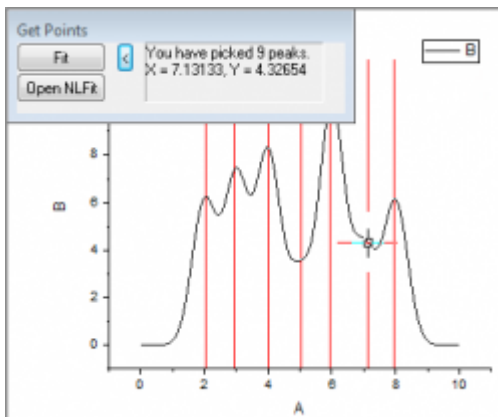 Get Points
Fit
Open NLFit
<
You have picked 9 peaks.
X = 7.13133, Y = 4.32654
B
8
6
4
2
0
B
0 2 4 6 8 10
A